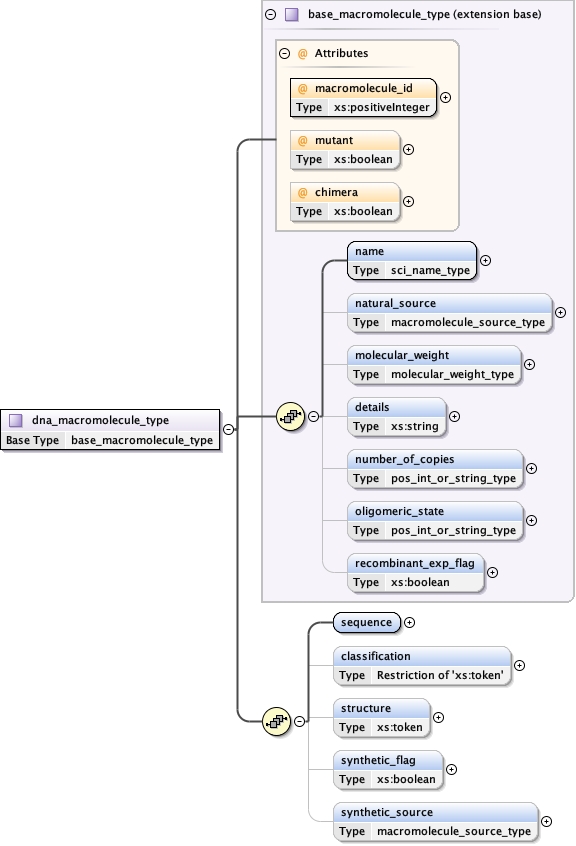 base_macromolecule_type (extension base)
@ Attributes
@ macromolecule_id
Type xs:positiveInteger
@ mutant
Type xs:boolean
@ chimera
Type xs:boolean
name
Type sci_name_type
natural_source
Type macromolecule_source_type
molecular_weight
Type molecular_weight_type
details
Type xs:string
number_of_copies
Type pos_int_or_string_type
oligomeric_state
Type pos_int_or_string_type
recombinant_exp_flag
Type xs:boolean
dna_macromolecule_type
Base Type base_macromolecule_type
sequence
classification
Type Restriction of 'xs:token'
structure
Type xs:token
synthetic_flag
Type xs:boolean
synthetic_source
Type macromolecule_source_type